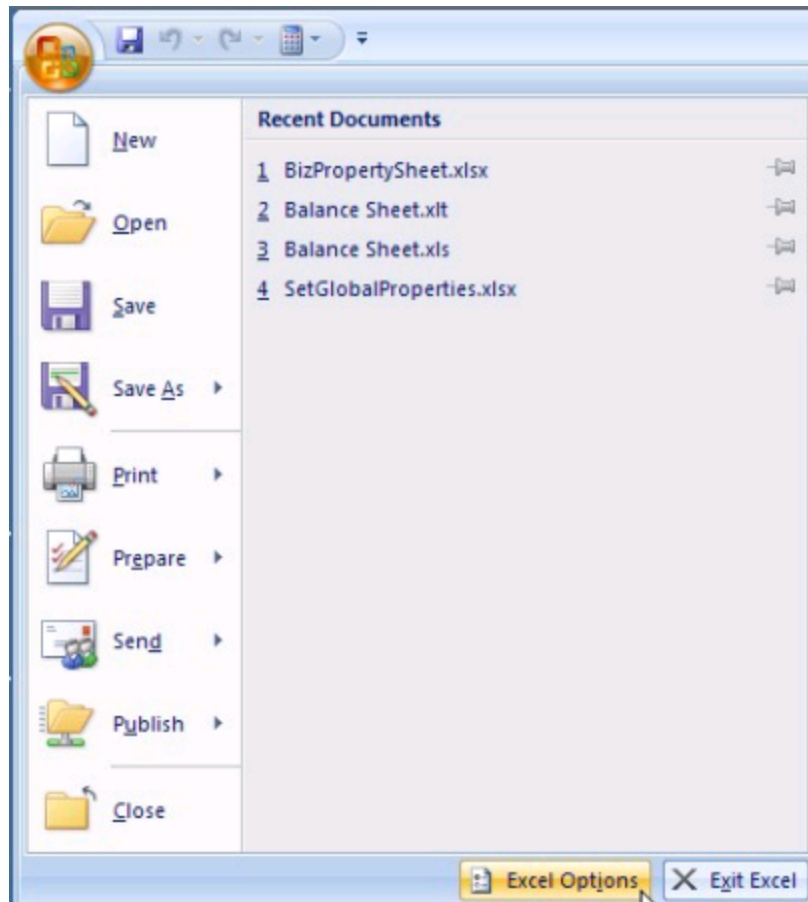 New
Open
Save
Save As
Print
Prepare
Send
Publish
Close
Recent Documents
1 BizPropertySheet.xlsx
2 Balance Sheet.xlt
3 Balance Sheet.xls
4 SetGlobalProperties.xlsx
Excel Options
Exit Excel